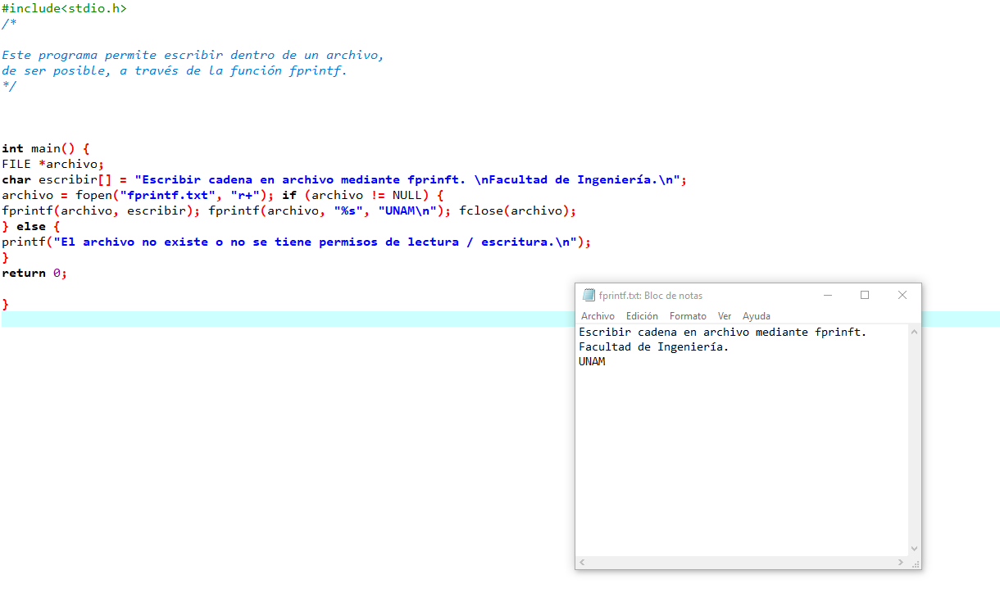 #include<stdio.h>
/*
Este programa permite escribir dentro de un archivo,
de ser posible, a través de la función fprintf.
*/
int main() {
FILE *archivo;
char escribir[] = "Escribir cadena en archivo mediante fprinft. \nFacultad de Ingeniería.\n";
archivo = fopen("fprintf.txt", "r+"); if (archivo != NULL) {
fprintf(archivo, escribir); fprintf(archivo, "%s", "UNAM\n"); fclose(archivo);
} else {
printf("El archivo no existe o no se tiene permisos de lectura / escritura.\n");
}
return 0;
}
fprintf.txt: Bloc de notas
Archivo Edición Formato Ver Ayuda
Escribir cadena en archivo mediante fprinft.
Facultad de Ingeniería.
UNAM